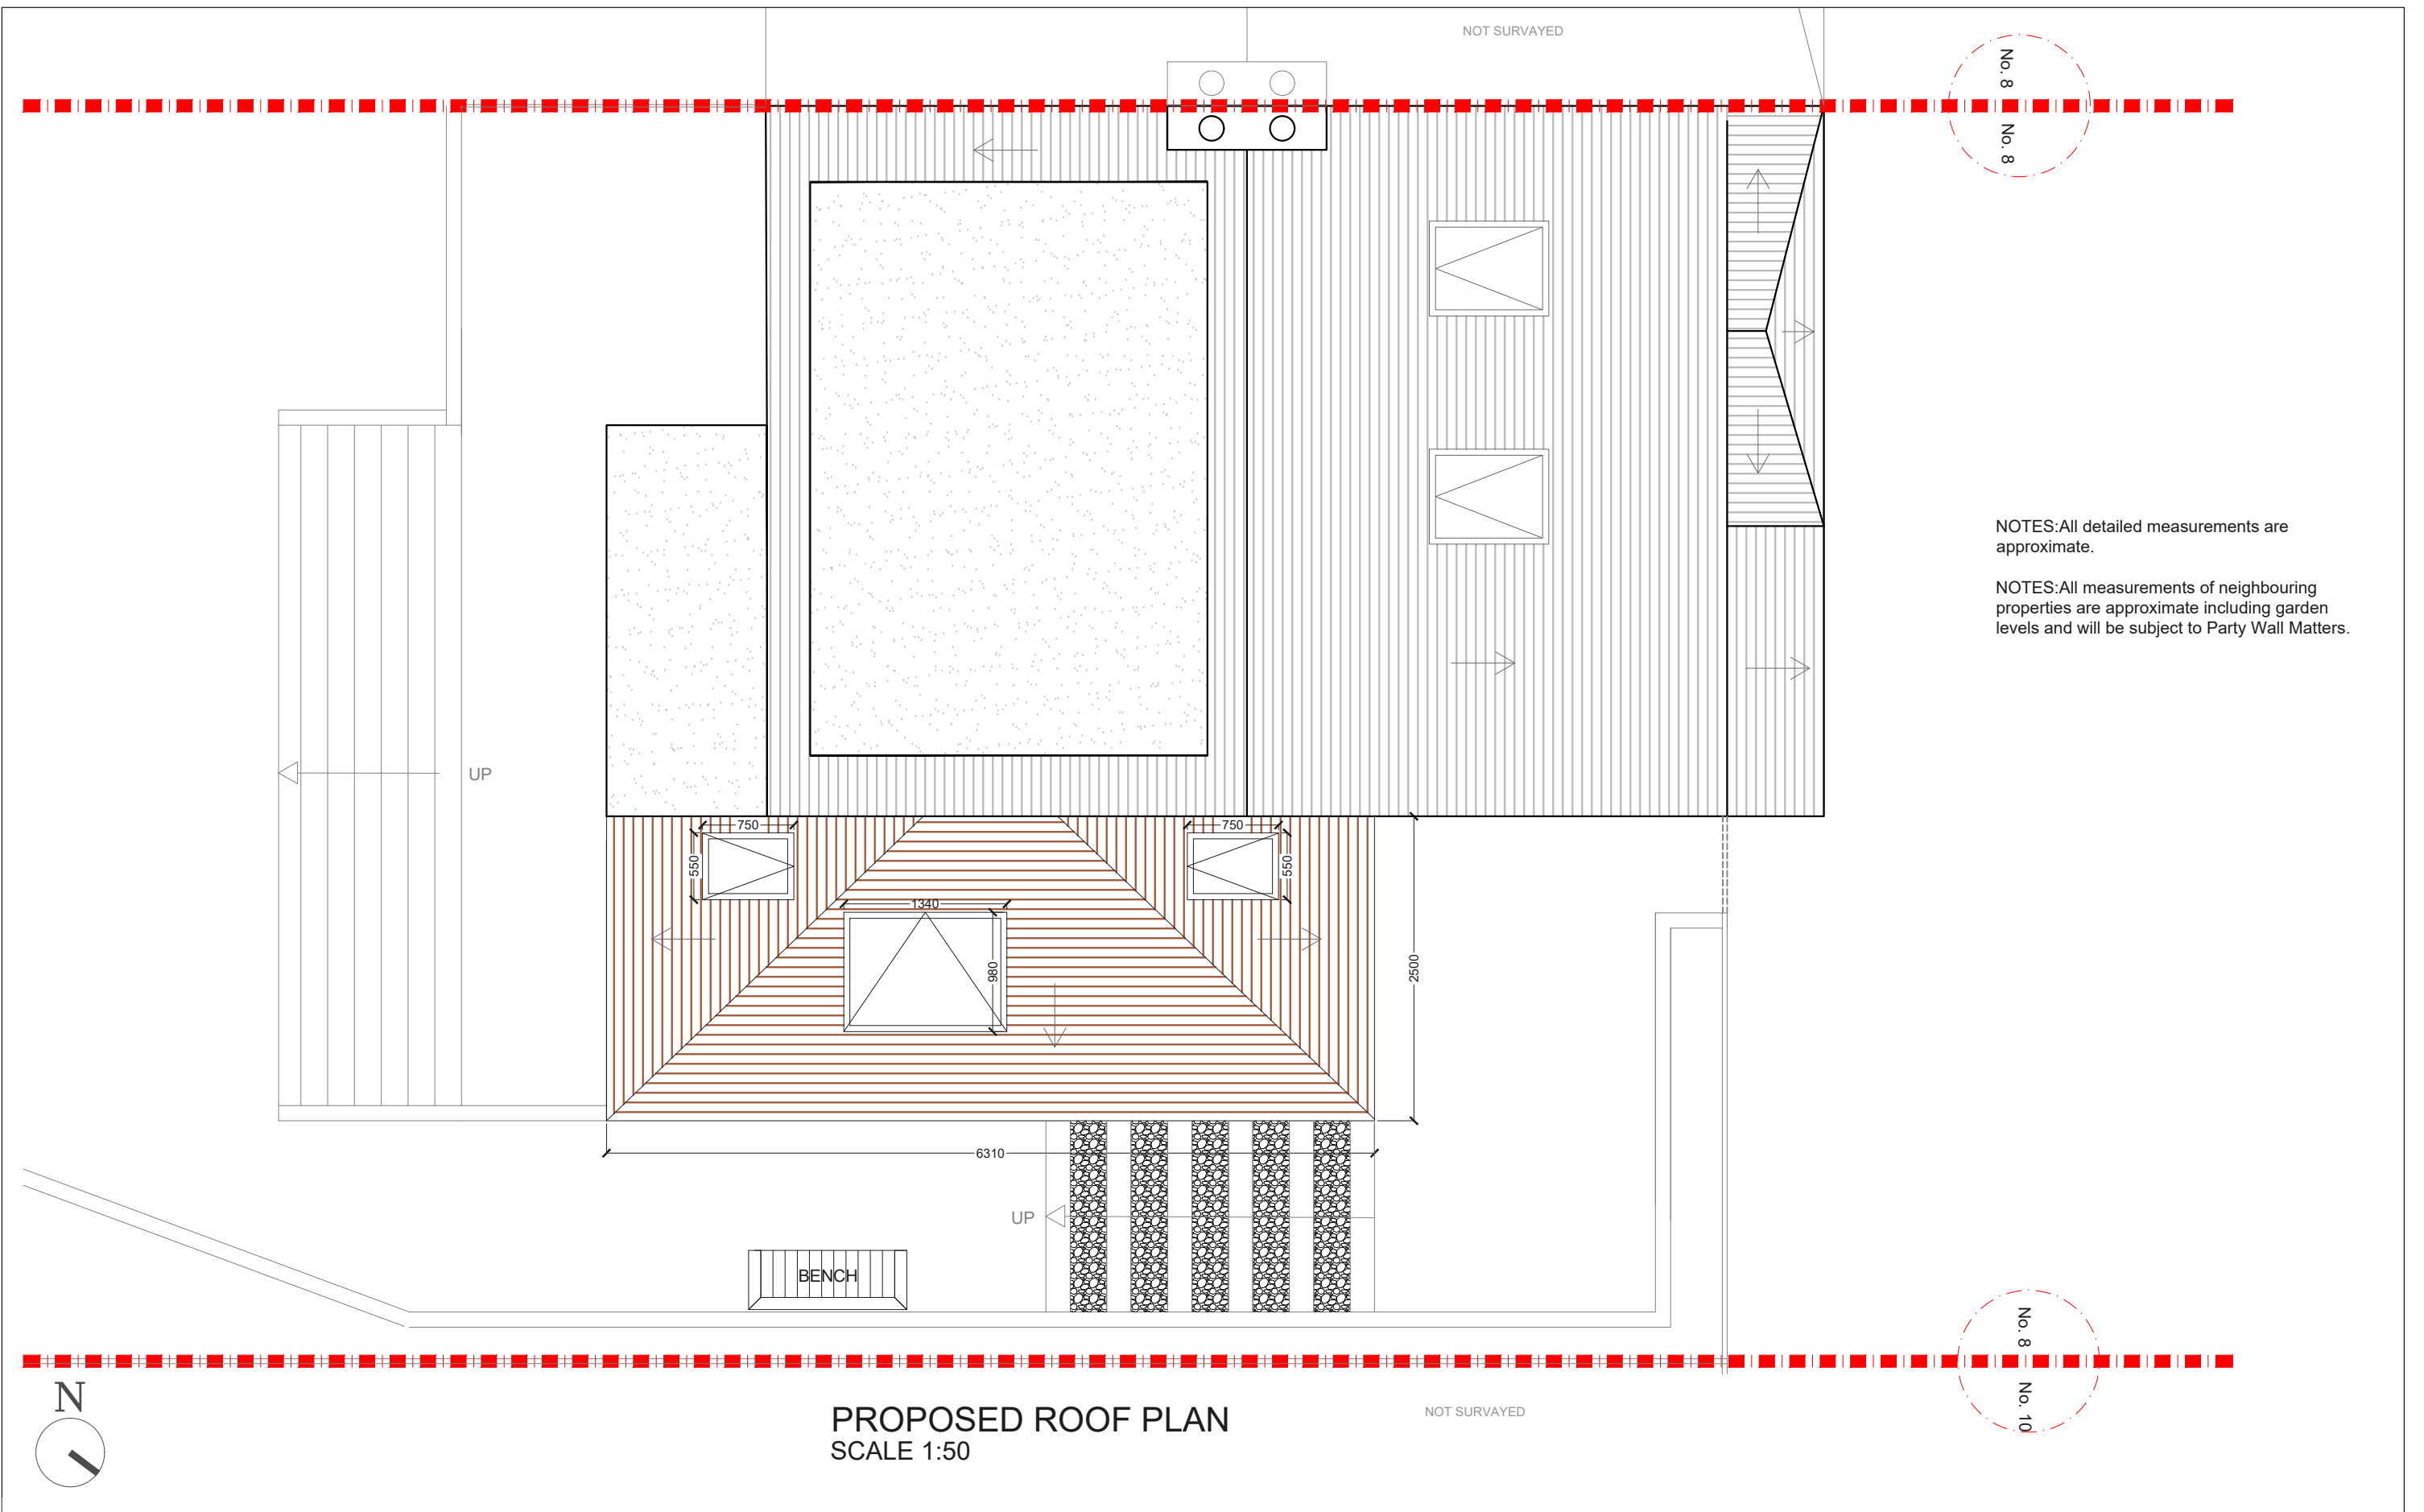 NOT SURVAYED
No. 8
No. 8
NOTES:All detailed measurements are
approximate.
NOTES:All measurements of neighbouring
properties are approximate including garden
levels and will be subject to Party Wall Matters.
UP
750
750
550
550
1340
980
2500
6310
UP
BENCH
No. 8
No. 10
N
PROPOSED ROOF PLAN
SCALE 1:50
NOT SURVAYED